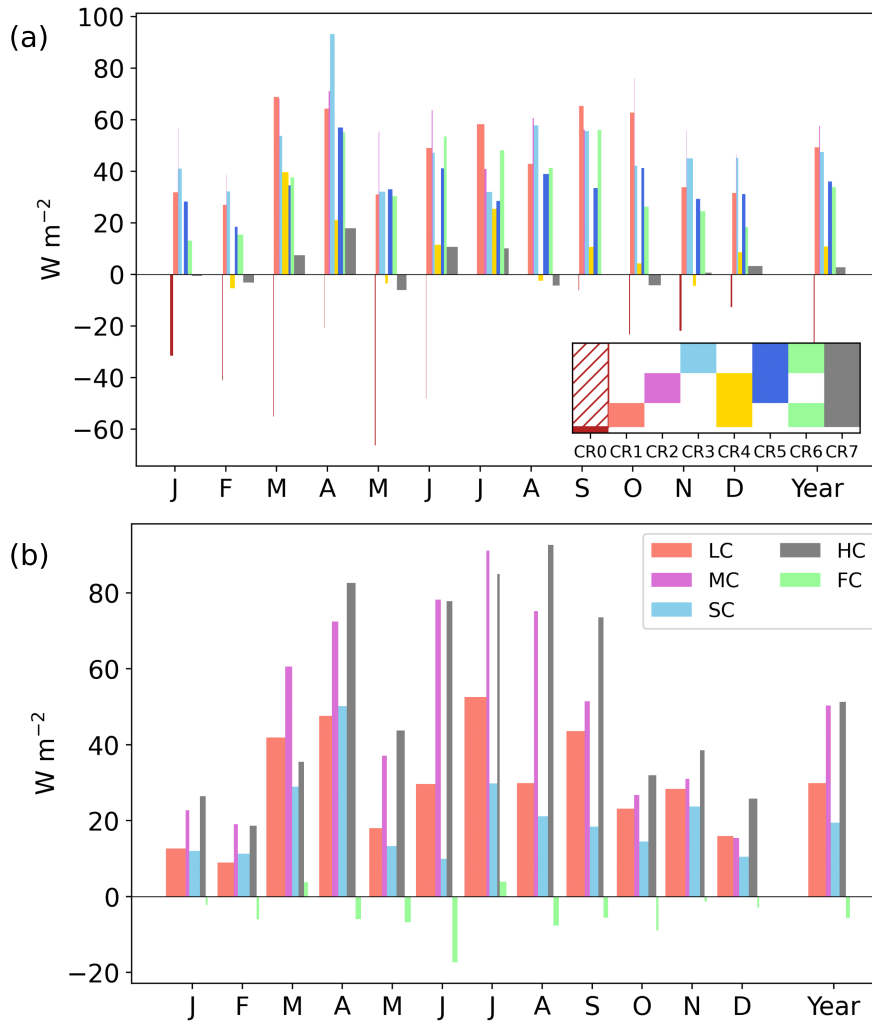 (a)
W m⁻²
100
80
60
40
20
0
−20
−40
−60
CR0 CR1 CR2 CR3 CR4 CR5 CR6 CR7
J F M A M J J A S O N D Year
(b)
W m⁻²
80
60
40
20
0
−20
LC HC
MC FC
SC
J F M A M J J A S O N D Year